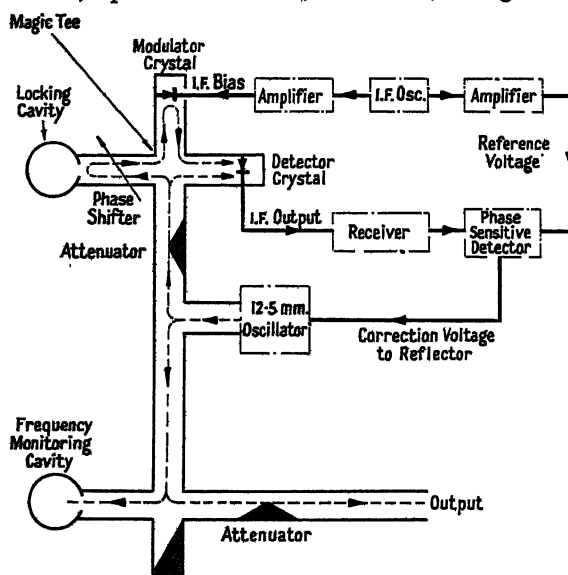 Magic Tee
Modulator
Crystal
I.F. Bias
Amplifier
I.F. Osc.
Amplifier
Locking
Cavity
Reference
Voltage
Detector
Crystal
Phase
Shifter
I.F. Output
Receiver
Phase
Sensitive
Detector
Attenuator
12·5 mm.
Oscillator
Correction Voltage
to Reflector
Frequency
Monitoring
Cavity
Output
Attenuator